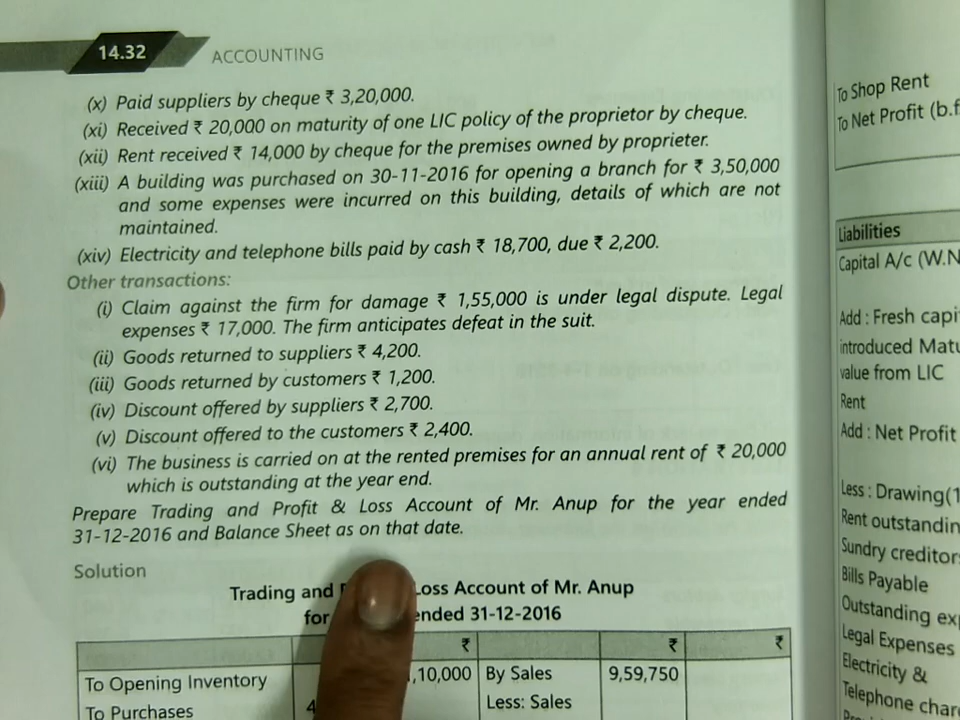 14.32 ACCOUNTING
(x) Paid suppliers by cheque ₹ 3,20,000.
(xi) Received ₹ 20,000 on maturity of one LIC policy of the proprietor by cheque.
(xii) Rent received ₹ 14,000 by cheque for the premises owned by proprieter.
(xiii) A building was purchased on 30-11-2016 for opening a branch for ₹ 3,50,000
and some expenses were incurred on this building, details of which are not
maintained.
(xiv) Electricity and telephone bills paid by cash ₹ 18,700, due ₹ 2,200.
Other transactions:
(i) Claim against the firm for damage ₹ 1,55,000 is under legal dispute. Legal
expenses ₹ 17,000. The firm anticipates defeat in the suit.
(ii) Goods returned to suppliers ₹ 4,200.
(iii) Goods returned by customers ₹ 1,200.
(iv) Discount offered by suppliers ₹ 2,700.
(v) Discount offered to the customers ₹ 2,400.
(vi) The business is carried on at the rented premises for an annual rent of ₹ 20,000
which is outstanding at the year end.
Prepare Trading and Profit & Loss Account of Mr. Anup for the year ended
31-12-2016 and Balance Sheet as on that date.
Solution
Trading and Loss Account of Mr. Anup
for ended 31-12-2016
₹ ₹ ₹
To Opening Inventory ,10,000 By Sales 9,59,750
To Purchases 4 Less: Sales
To Shop Rent
To Net Profit (b.f
Liabilities
Capital A/c (W.N
Add : Fresh capi
introduced Matu
value from LIC
Rent
Add : Net Profit
Less : Drawing(1
Rent outstandin
Sundry creditor
Bills Payable
Outstanding exp
Legal Expenses
Electricity &
Telephone char